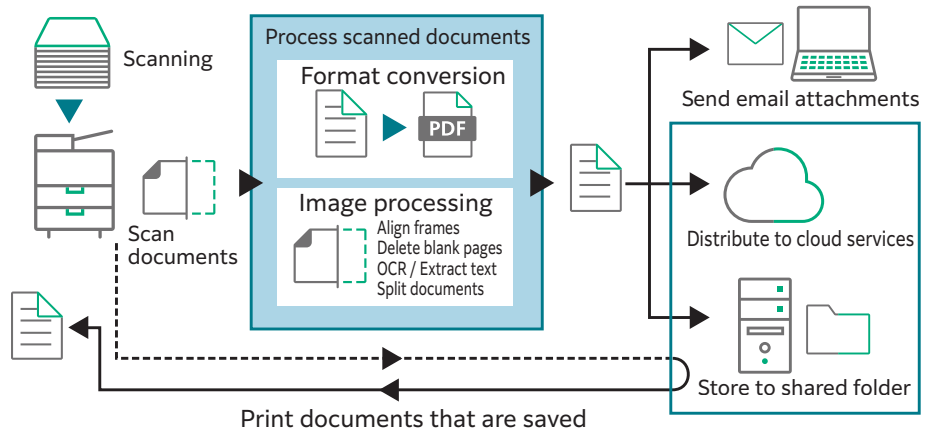 Scanning
Scan
documents
Process scanned documents
Format conversion
PDF
Image processing
Align frames
Delete blank pages
OCR / Extract text
Split documents
Send email attachments
Distribute to cloud services
Store to shared folder
Print documents that are saved